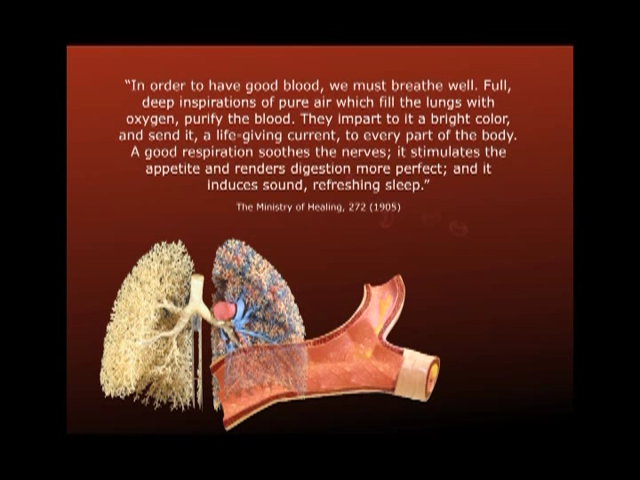 “In order to have good blood, we must breathe well. Full,
deep inspirations of pure air which fill the lungs with
oxygen, purify the blood. They impart to it a bright color,
and send it, a life-giving current, to every part of the body.
A good respiration soothes the nerves; it stimulates the
appetite and renders digestion more perfect; and it
induces sound, refreshing sleep.”
The Ministry of Healing, 272 (1905)